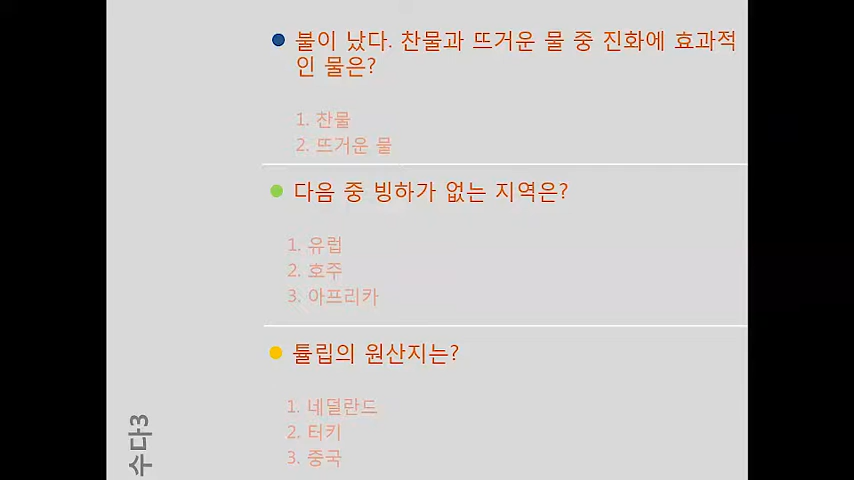 불이 났다. 찬물과 뜨거운 물 중 진화에 효과적
인 물은?
1. 찬물
2. 뜨거운 물
다음 중 빙하가 없는 지역은?
1. 유럽
2. 호주
3. 아프리카
튤립의 원산지는?
1. 네덜란드
2. 터키
3. 중국
수다3